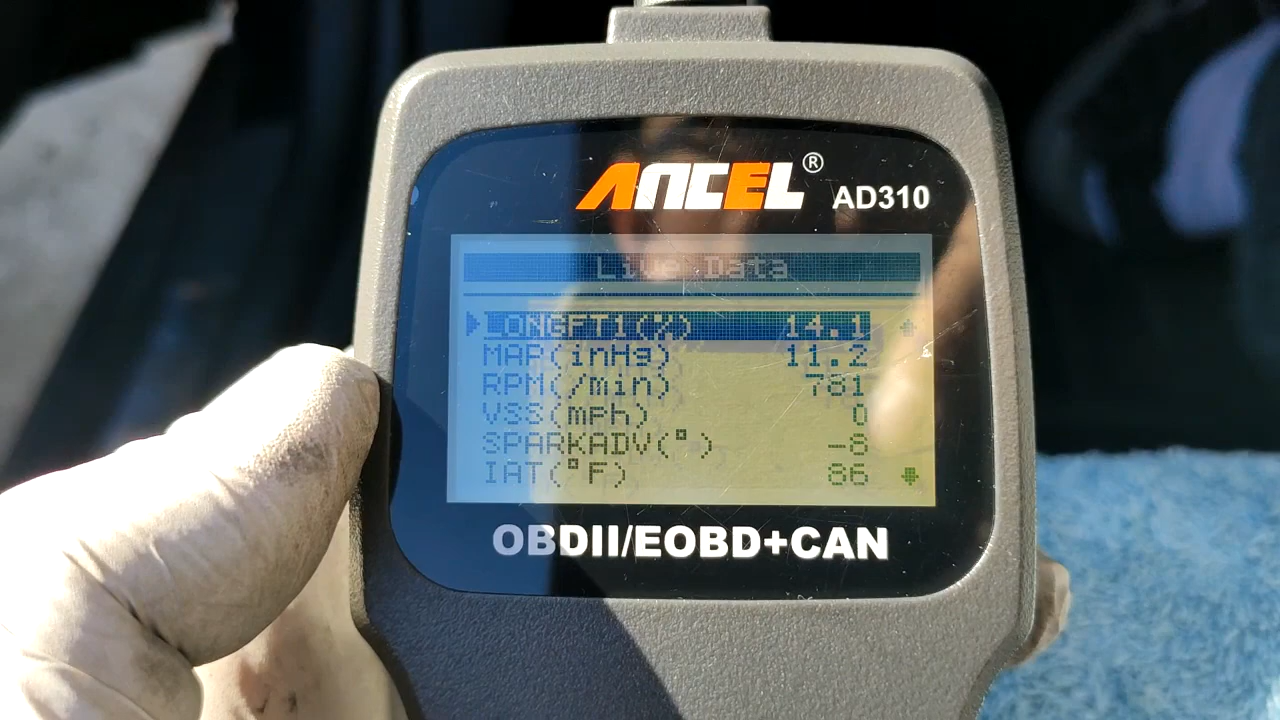 ANCEL® AD310
Live Data
LONGFT1(%) 14.1
MAP(inHg) 11.2
RPM(/min) 781
VSS(mph) 0
SPARKADV(°) -8
IAT(°F) 86
OBDII/EOBD+CAN